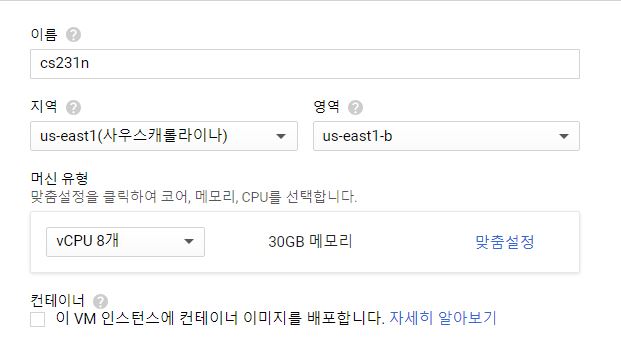 이름 ?
cs231n
지역 ? 영역 ?
us-east1(사우스캐롤라이나) us-east1-b
머신 유형
맞춤설정을 클릭하여 코어, 메모리, CPU를 선택합니다.
vCPU 8개 30GB 메모리 맞춤설정
컨테이너 ?
이 VM 인스턴스에 컨테이너 이미지를 배포합니다. 자세히 알아보기